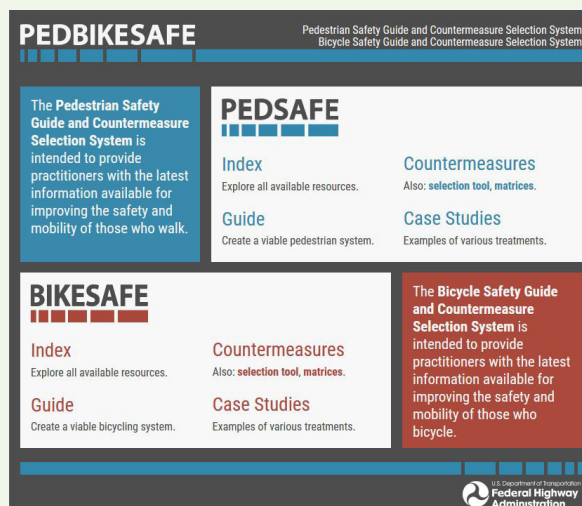 PEDBIKESAFE
Pedestrian Safety Guide and Countermeasure Selection System
Bicycle Safety Guide and Countermeasure Selection System
The Pedestrian Safety
Guide and Countermeasure
Selection System is
intended to provide
practitioners with the latest
information available for
improving the safety and
mobility of those who walk.
PEDSAFE
Index
Explore all available resources.
Countermeasures
Also: selection tool, matrices.
Guide
Create a viable pedestrian system.
Case Studies
Examples of various treatments.
BIKESAFE
Index
Explore all available resources.
Countermeasures
Also: selection tool, matrices.
Guide
Create a viable bicycling system.
Case Studies
Examples of various treatments.
The Bicycle Safety Guide
and Countermeasure
Selection System is
intended to provide
practitioners with the latest
information available for
improving the safety and
mobility of those who
bicycle.
U.S. Department of Transportation
Federal Highway
Administration